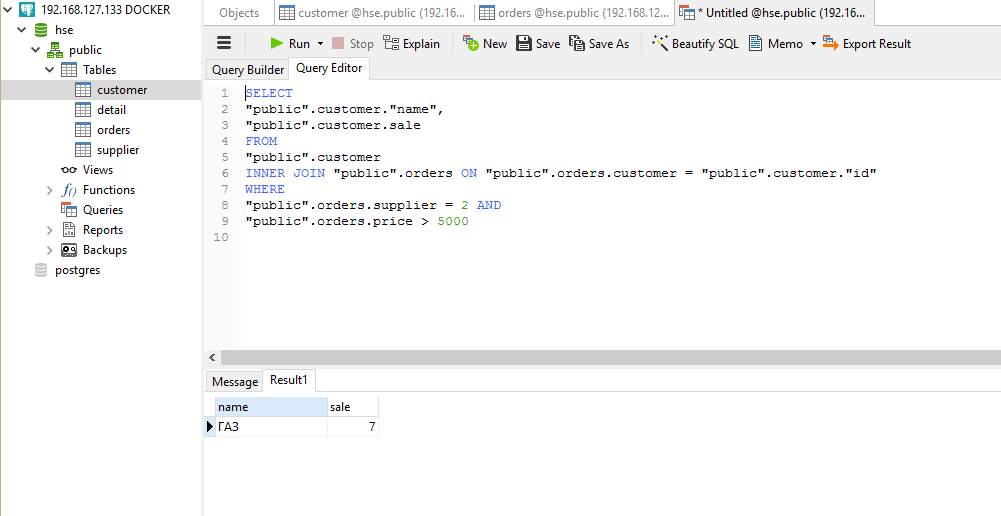 192.168.127.133 DOCKER
hse
public
Tables
customer
detail
orders
supplier
Views
Functions
Queries
Reports
Backups
postgres
Objects
customer @hse.public (192.16...
orders @hse.public (192.168.12...
* Untitled @hse.public (192.16...
Run Stop Explain New Save Save As Beautify SQL Memo Export Result
Query Builder Query Editor
1 SELECT
2 "public".customer."name",
3 "public".customer.sale
4 FROM
5 "public".customer
6 INNER JOIN "public".orders ON "public".orders.customer = "public".customer."id"
7 WHERE
8 "public".orders.supplier = 2 AND
9 "public".orders.price > 5000
10
Message Result1
name sale
ГАЗ 7